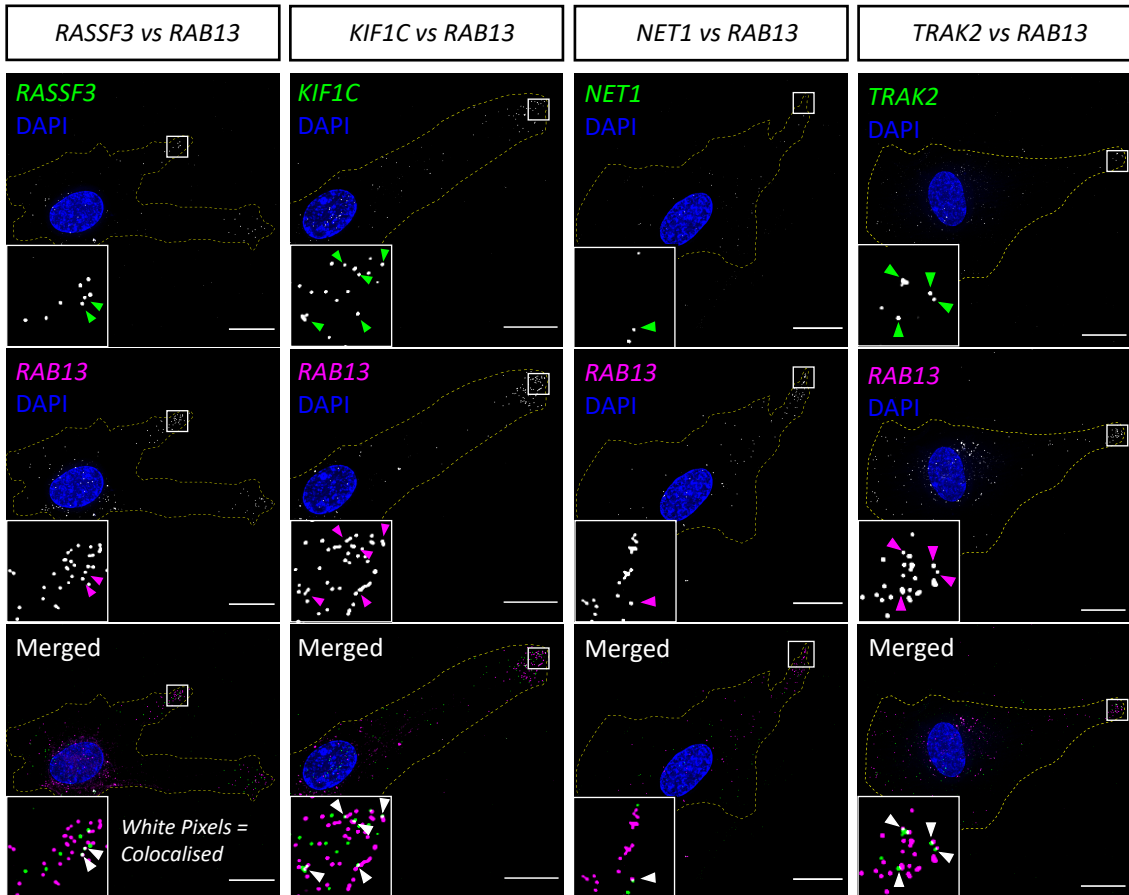 RASSF3 vs RAB13
KIF1C vs RAB13
NET1 vs RAB13
TRAK2 vs RAB13
RASSF3
DAPI
KIF1C
DAPI
NET1
DAPI
TRAK2
DAPI
RAB13
DAPI
RAB13
DAPI
RAB13
DAPI
RAB13
DAPI
Merged
White Pixels =
Colocalised
Merged
Merged
Merged